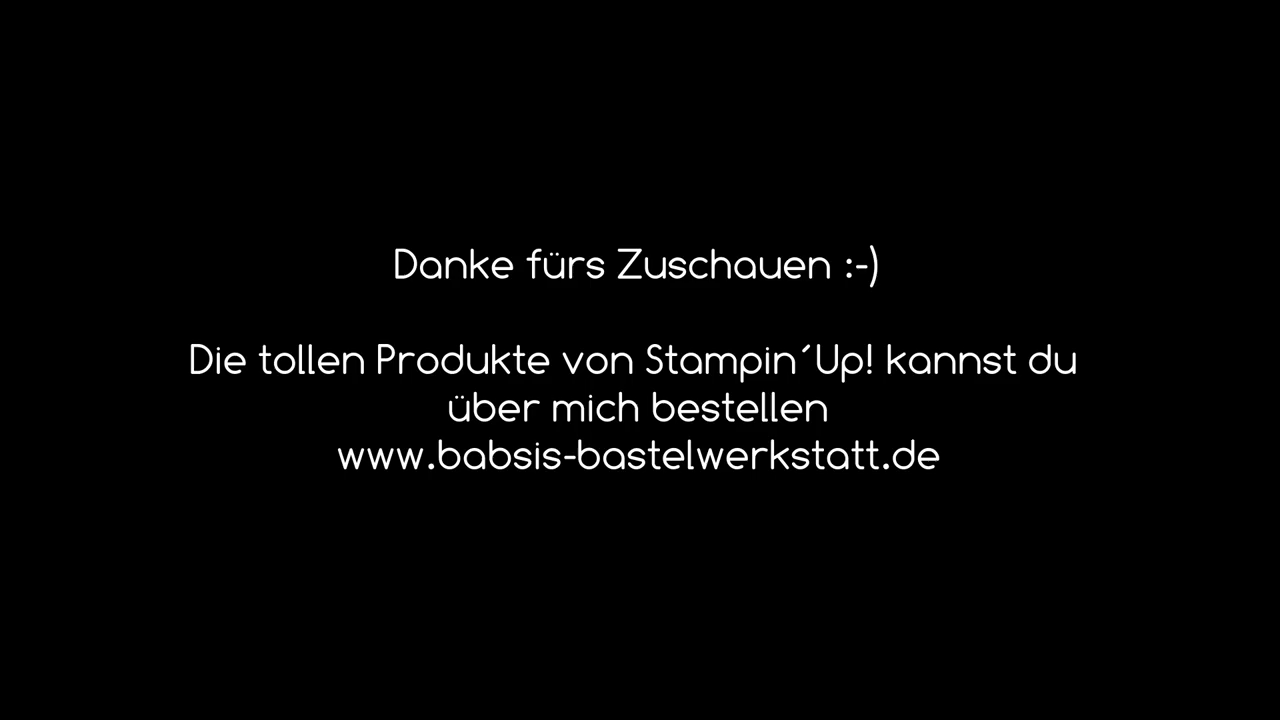 Danke fürs Zuschauen :-)
Die tollen Produkte von Stampin´Up! kannst du
über mich bestellen
www.babsis-bastelwerkstatt.de